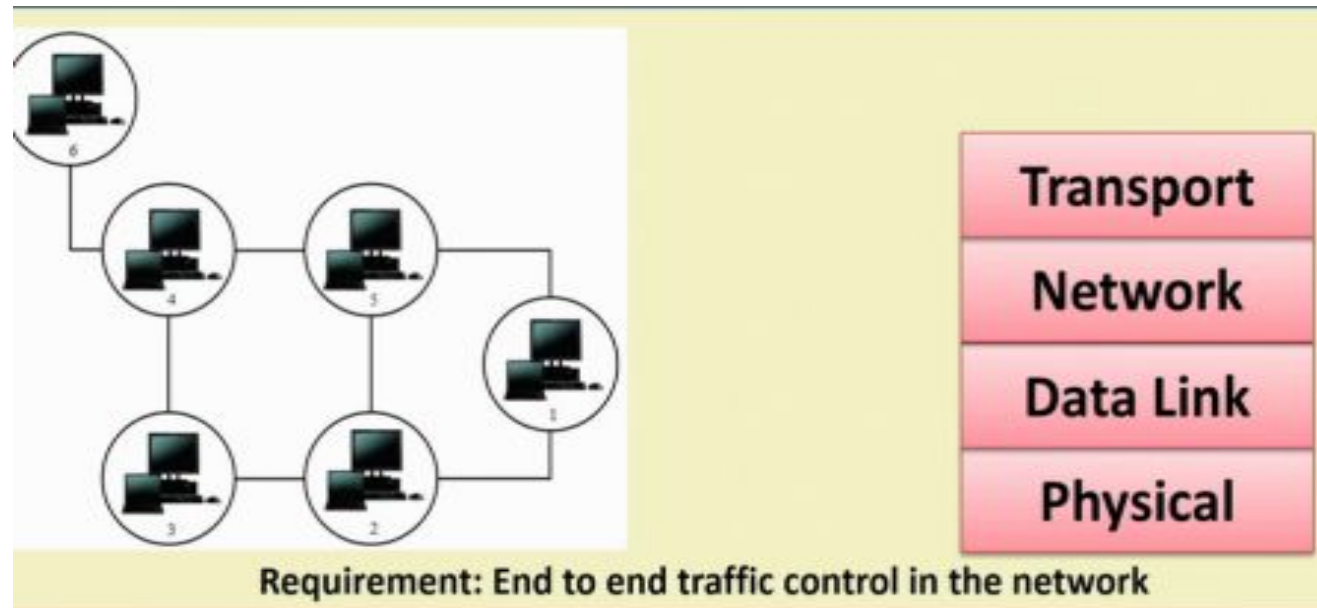 6
4
5
1
3
2
Transport
Network
Data Link
Physical
Requirement: End to end traffic control in the network